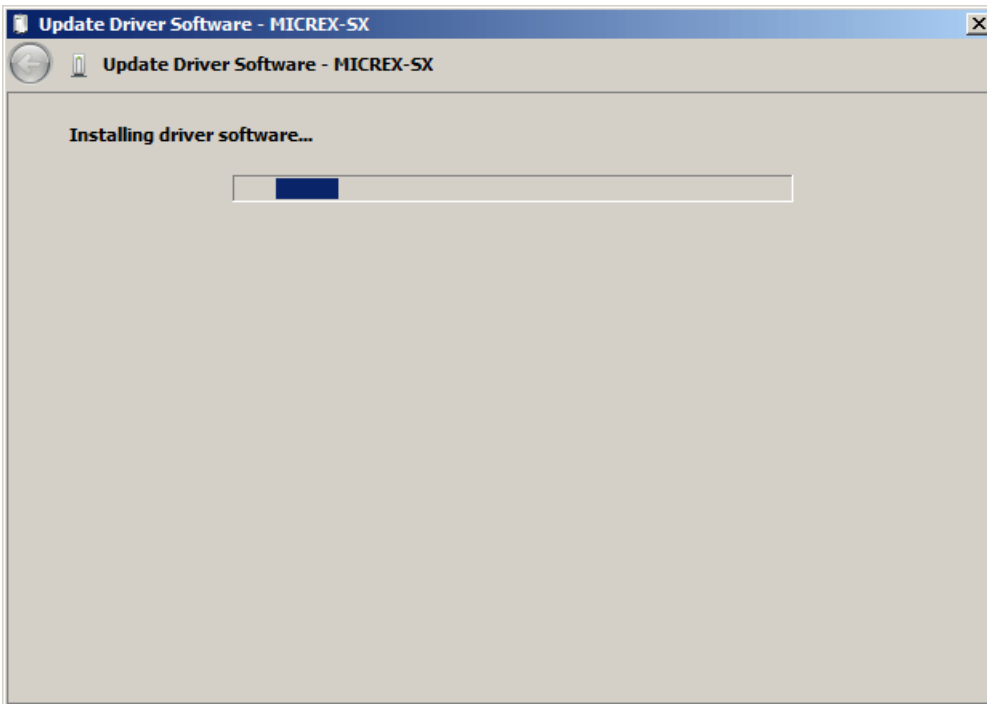 Update Driver Software - MICREX-SX
Update Driver Software - MICREX-SX
Installing driver software...